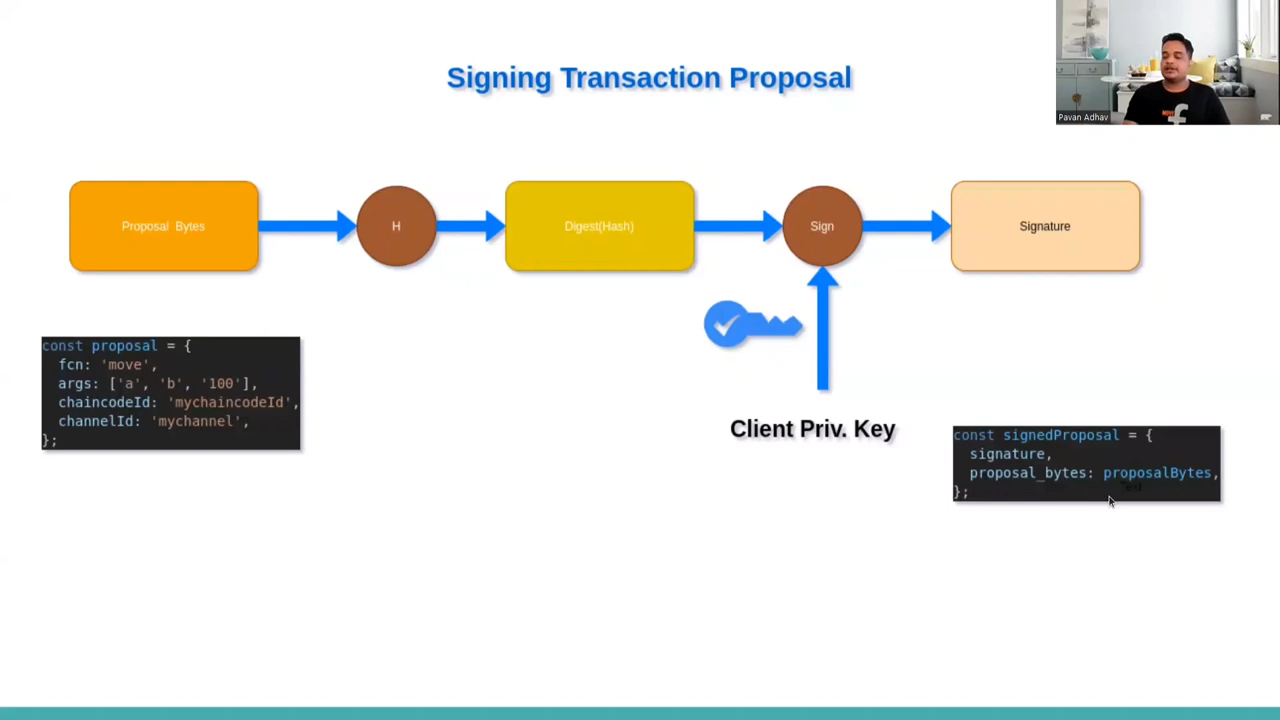 Signing Transaction Proposal
Pavan Adhav
Proposal Bytes
H
Digest(Hash)
Sign
Signature
const proposal = {
  fcn: 'move',
  args: ['a', 'b', '100'],
  chaincodeId: 'mychaincodeId',
  channelId: 'mychannel',
};
Client Priv. Key
const signedProposal = {
  signature,
  proposal_bytes: proposalBytes,
};
Text